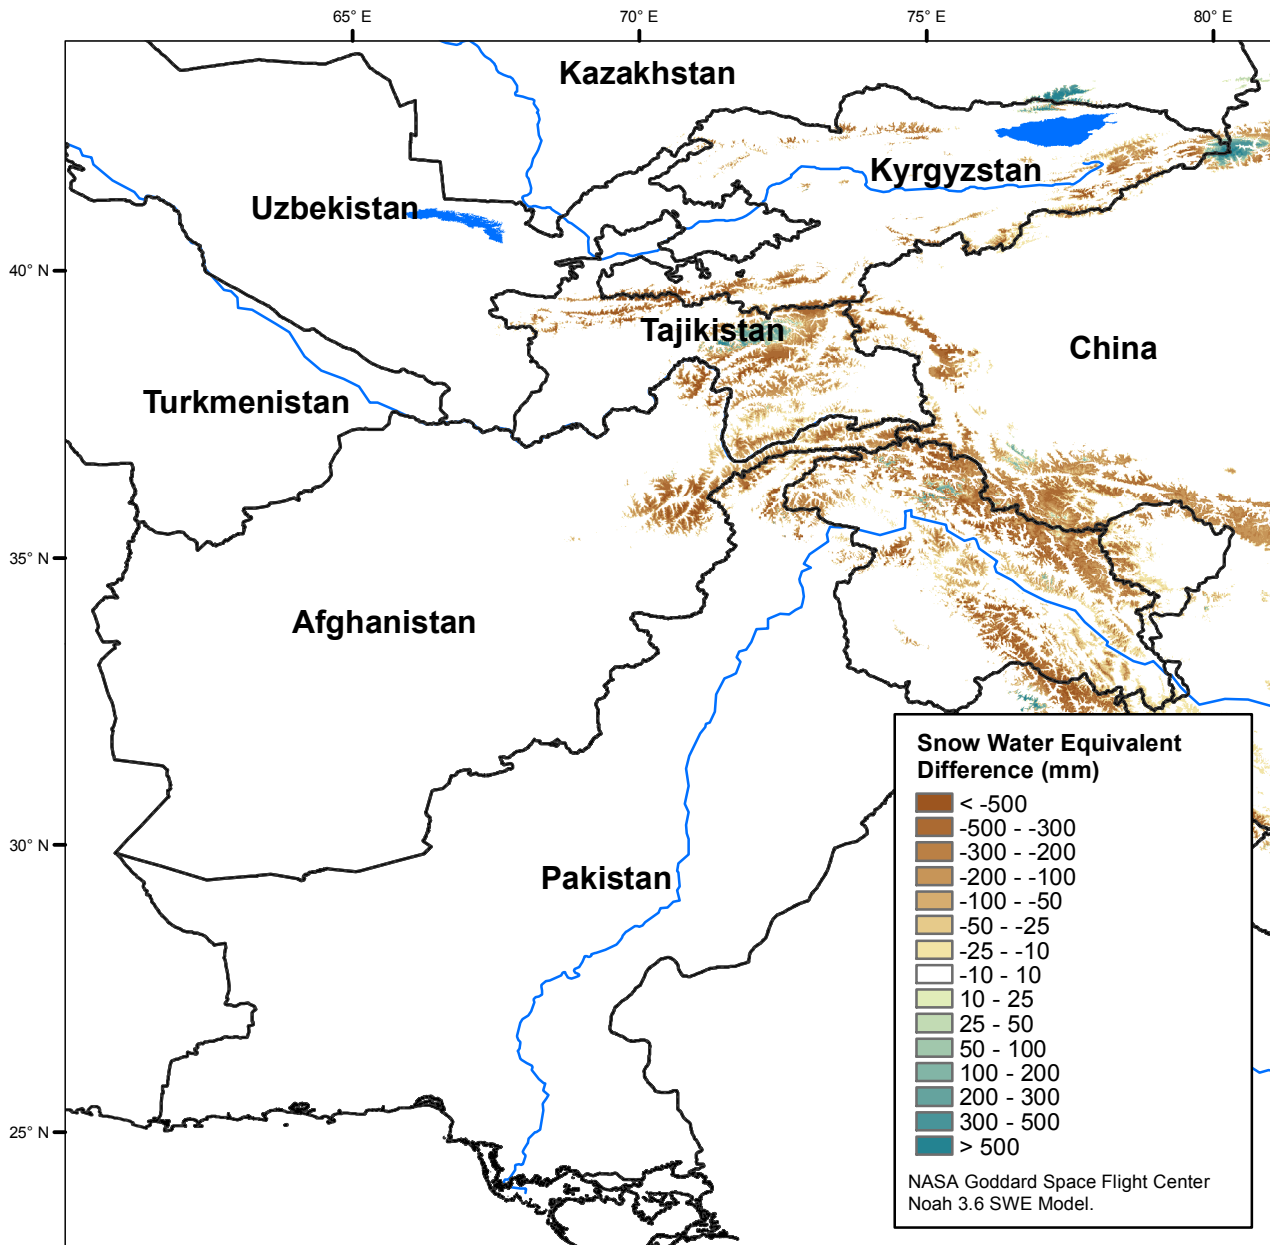 65° E
70° E
75° E
80° E
Kazakhstan
Kyrgyzstan
Uzbekistan
40° N
Tajikistan
China
Turkmenistan
35° N
Afghanistan
Snow Water Equivalent
Difference (mm)
< -500
-500 - -300
-300 - -200
-200 - -100
-100 - -50
-50 - -25
-25 - -10
-10 - 10
10 - 25
25 - 50
50 - 100
100 - 200
200 - 300
300 - 500
> 500
NASA Goddard Space Flight Center
Noah 3.6 SWE Model.
30° N
Pakistan
25° N